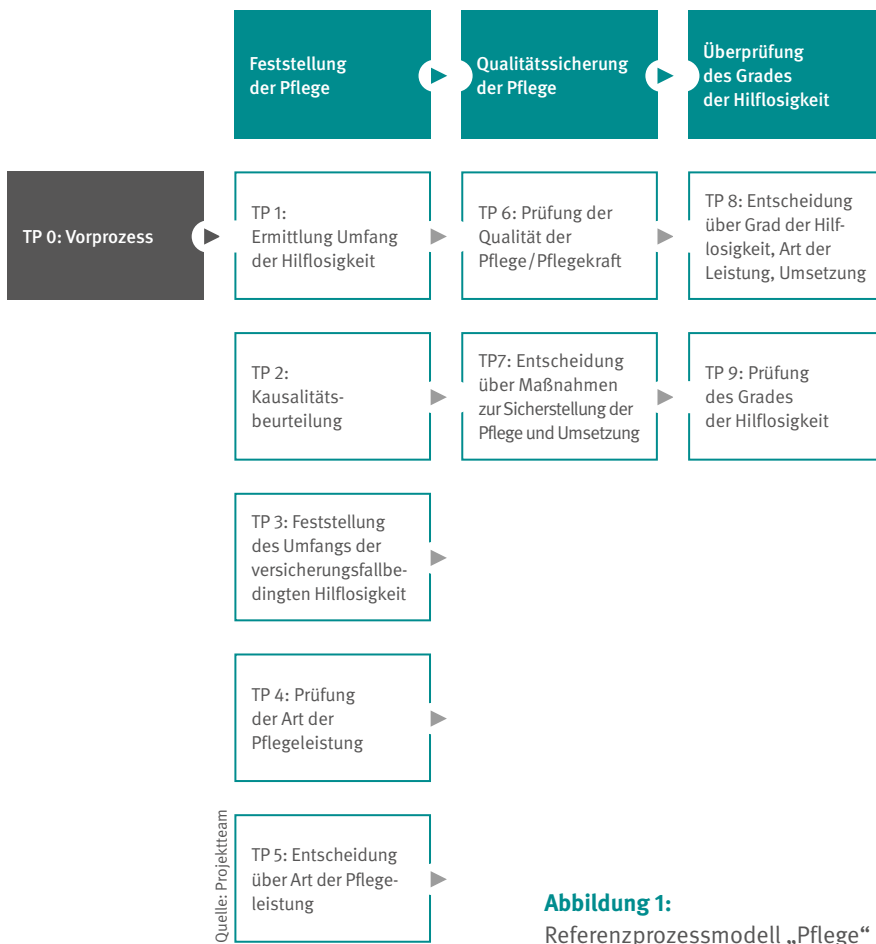 Feststellung
der Pflege
Qualitätssicherung
der Pflege
Überprüfung
des Grades
der Hilflosigkeit
TP 0: Vorprozess
TP 1:
Ermittlung Umfang
der Hilflosigkeit
TP 6: Prüfung der
Qualität der
Pflege/Pflegekraft
TP 8: Entscheidung
über Grad der Hilf-
losigkeit, Art der
Leistung, Umsetzung
TP 2:
Kausalitäts-
beurteilung
TP7: Entscheidung
über Maßnahmen
zur Sicherstellung der
Pflege und Umsetzung
TP 9: Prüfung
des Grades
der Hilflosigkeit
TP 3: Feststellung
des Umfangs der
versicherungsfallbe-
dingten Hilflosigkeit
TP 4: Prüfung
der Art der
Pflegeleistung
TP 5: Entscheidung
über Art der Pflege-
leistung
Quelle: Projektteam
Abbildung 1:
Referenzprozessmodell „Pflege“